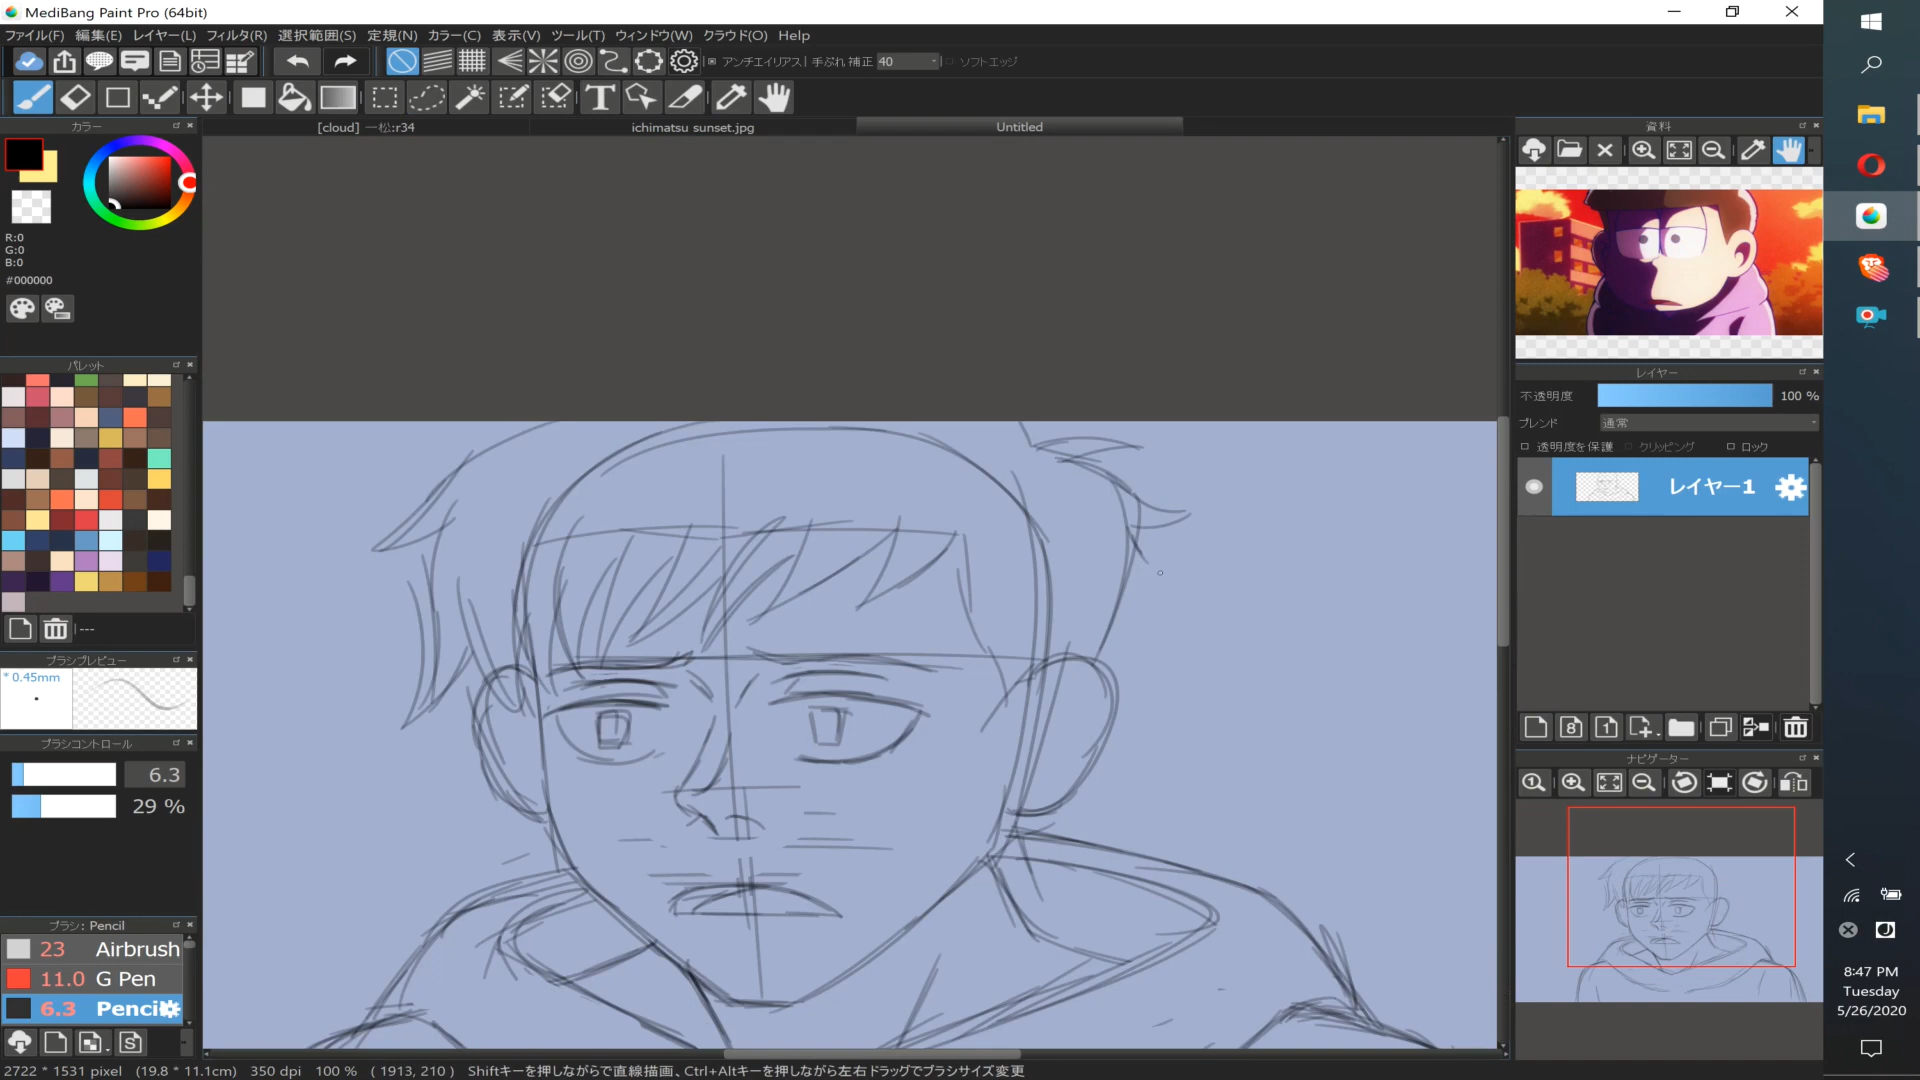 MediBang Paint Pro (64bit)
ファイル(F) 編集(E) レイヤー(L) フィルタ(R) 選択範囲(S) 定規(N) カラー(C) 表示(V) ツール(T) ウィンドウ(W) クラウド(O) Help
アンチエイリアス 手ぶれ補正 40 ソフトエッジ
カラー
[cloud] 一松:r34
ichimatsu sunset.jpg
Untitled
資料
R:0
G:0
B:0
#000000
パレット
---
ブラシプレビュー
* 0.45mm
ブラシコントロール
6.3
29 %
ブラシ: Pencil
23 Airbrush
11.0 G Pen
6.3 Pencil
レイヤー
不透明度 100 %
ブレンド 通常
透明度を保護 クリッピング ロック
レイヤー1
8
1
ナビゲーター
8:47 PM
Tuesday
5/26/2020
2722 * 1531 pixel (19.8 * 11.1cm) 350 dpi 100 % ( 1913, 210 ) Shiftキーを押しながらで直線描画、Ctrl+Altキーを押しながら左右ドラッグでブラシサイズ変更